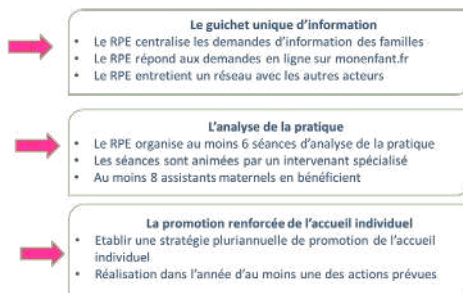 Le guichet unique d'information
• Le RPE centralise les demandes d'information des familles
• Le RPE répond aux demandes en ligne sur monenfant.fr
• Le RPE entretient un réseau avec les autres acteurs
L'analyse de la pratique
• Le RPE organise au moins 6 séances d'analyse de la pratique
• Les séances sont animées par un intervenant spécialisé
• Au moins 8 assistants maternels en bénéficient
La promotion renforcée de l'accueil individuel
• Etablir une stratégie pluriannuelle de promotion de l'accueil
individuel
• Réalisation dans l'année d'au moins une des actions prévues